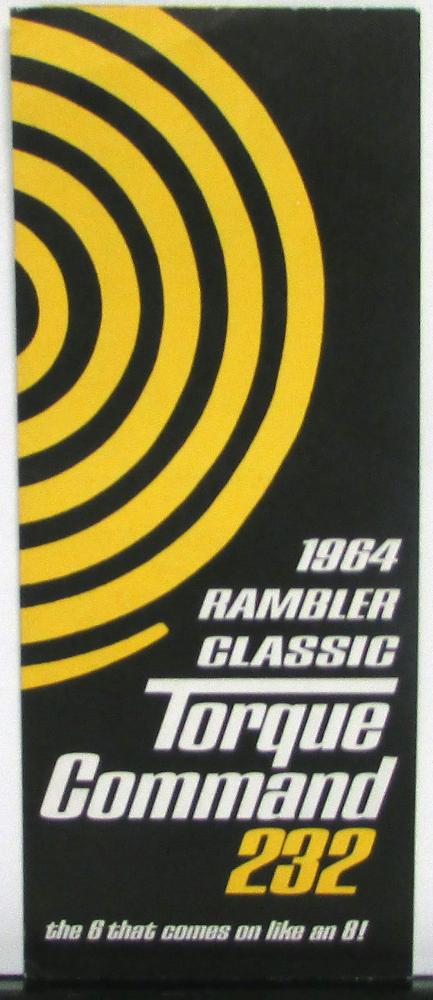 1964
RAMBLER
CLASSIC
Torque
Command
232
the 6 that comes on like an 8!